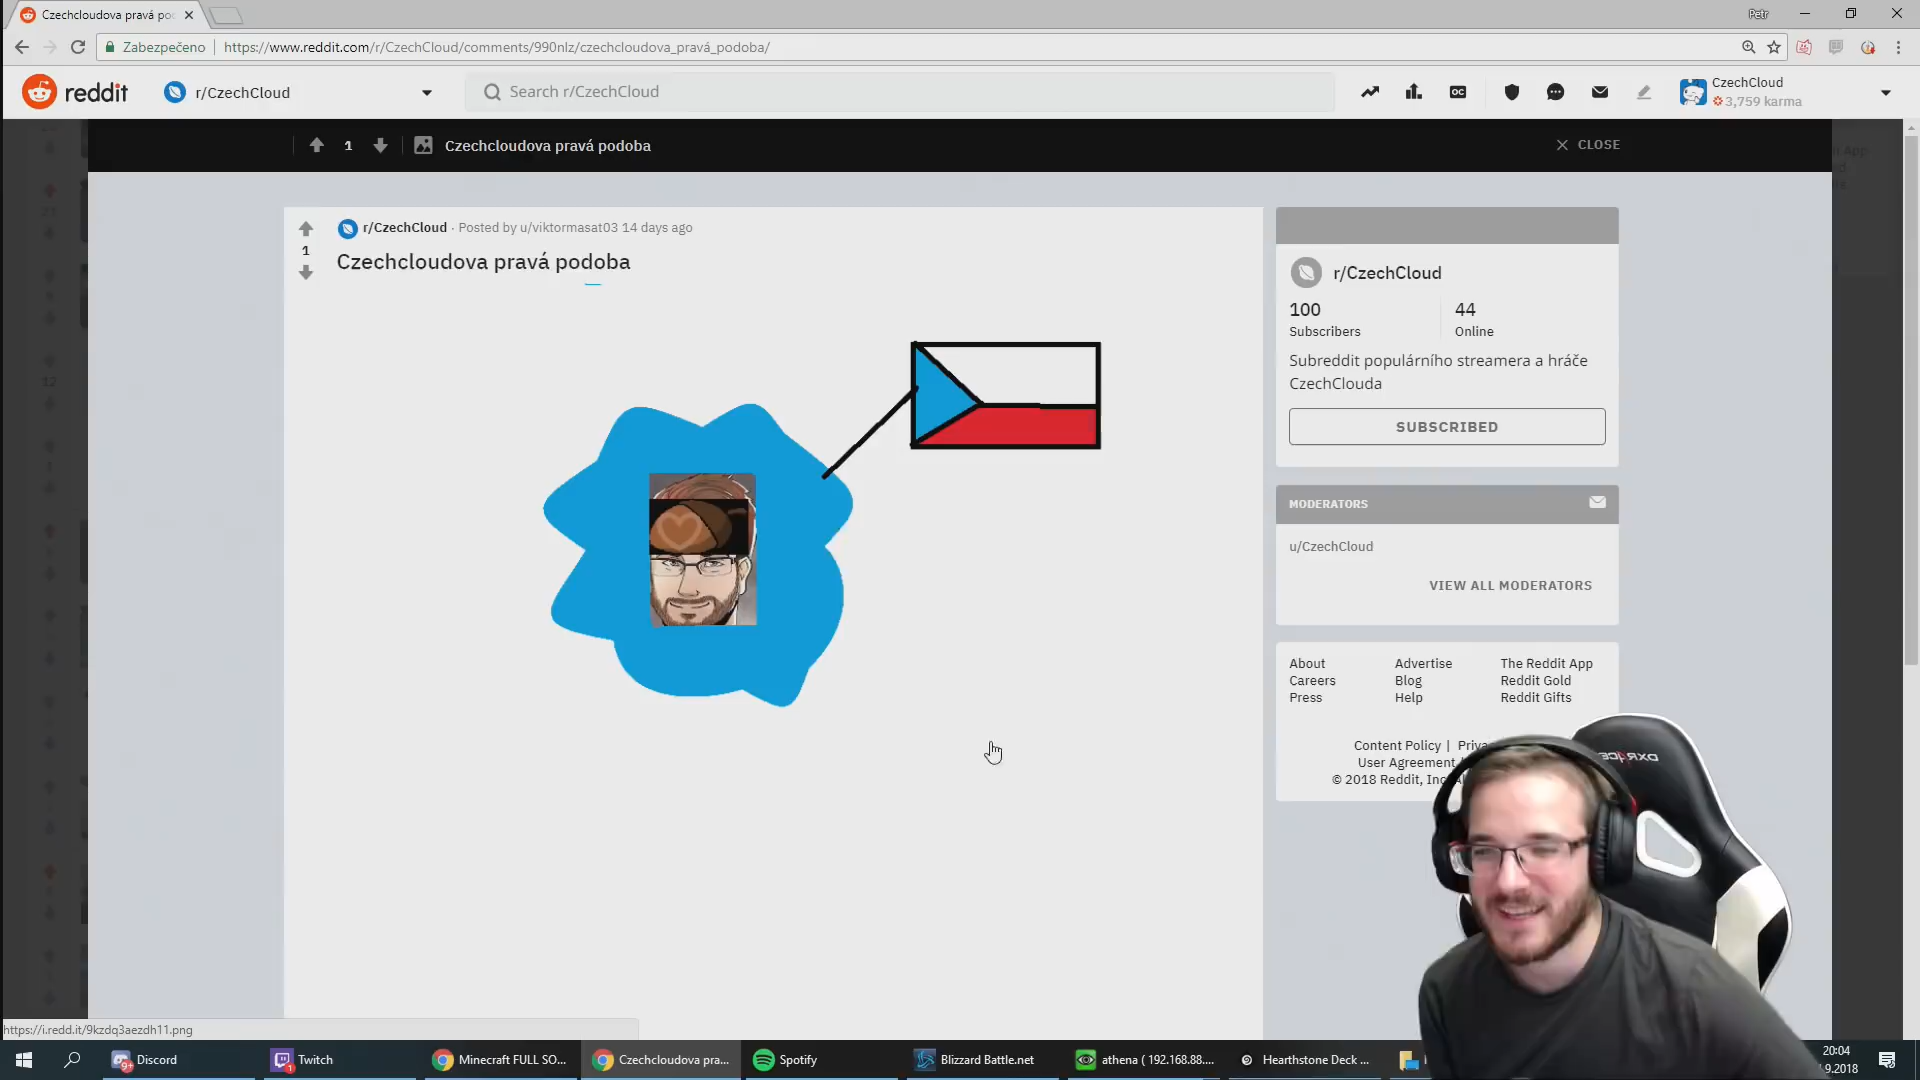 Czechcloudova pravá po
Petr
Zabezpečeno
https://www.reddit.com/r/CzechCloud/comments/990nlz/czechcloudova_pravá_podoba/
reddit
r/CzechCloud
Search r/CzechCloud
OC
CzechCloud
3,759 karma
1
Czechcloudova pravá podoba
CLOSE
r/CzechCloud · Posted by u/viktormasat03 14 days ago
1
Czechcloudova pravá podoba
r/CzechCloud
100
44
Subscribers
Online
Subreddit populárního streamera a hráče
CzechClouda
SUBSCRIBED
MODERATORS
u/CzechCloud
VIEW ALL MODERATORS
About
Advertise
The Reddit App
Careers
Blog
Reddit Gold
Press
Help
Reddit Gifts
Content Policy |
User Agreement
© 2018 Reddit, Inc
https://i.redd.it/9kzdq3aezdh11.png
Discord
Twitch
Minecraft FULL SO...
Czechcloudova pra...
Spotify
Blizzard Battle.net
athena ( 192.168.88....
Hearthstone Deck ...
20:04
.9.2018